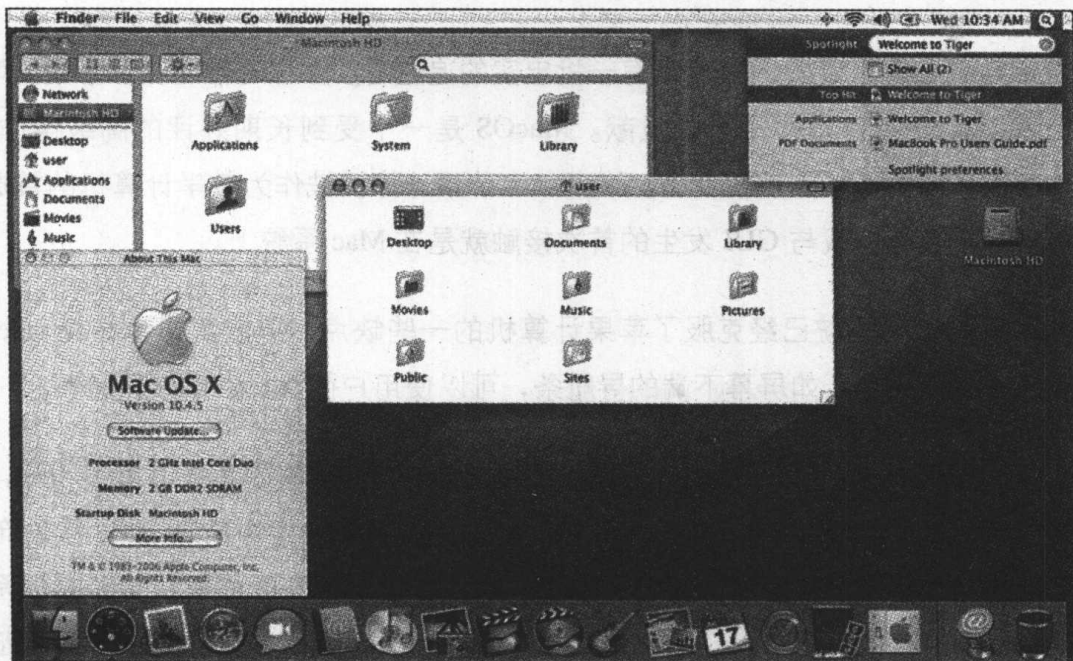 Finder File Edit View Go Window Help
Wed 10:34 AM
Macintosh HD
Network
Macintosh HD
Desktop
user
Applications
Documents
Movies
Music
Applications
System
Library
Users
Spotlight Welcome to Tiger
Show All (2)
Top Hit Welcome to Tiger
Applications Welcome to Tiger
PDF Documents MacBook Pro Users Guide.pdf
Spotlight preferences
Macintosh HD
user
Desktop
Documents
Library
Movies
Music
Pictures
Public
Sites
About This Mac
Mac OS X
Version 10.4.5
Software Update...
Processor 2 GHz Intel Core Duo
Memory 2 GB DDR2 SDRAM
Startup Disk Macintosh HD
More Info...
TM & © 1983-2006 Apple Computer, Inc.
All Rights Reserved.
17